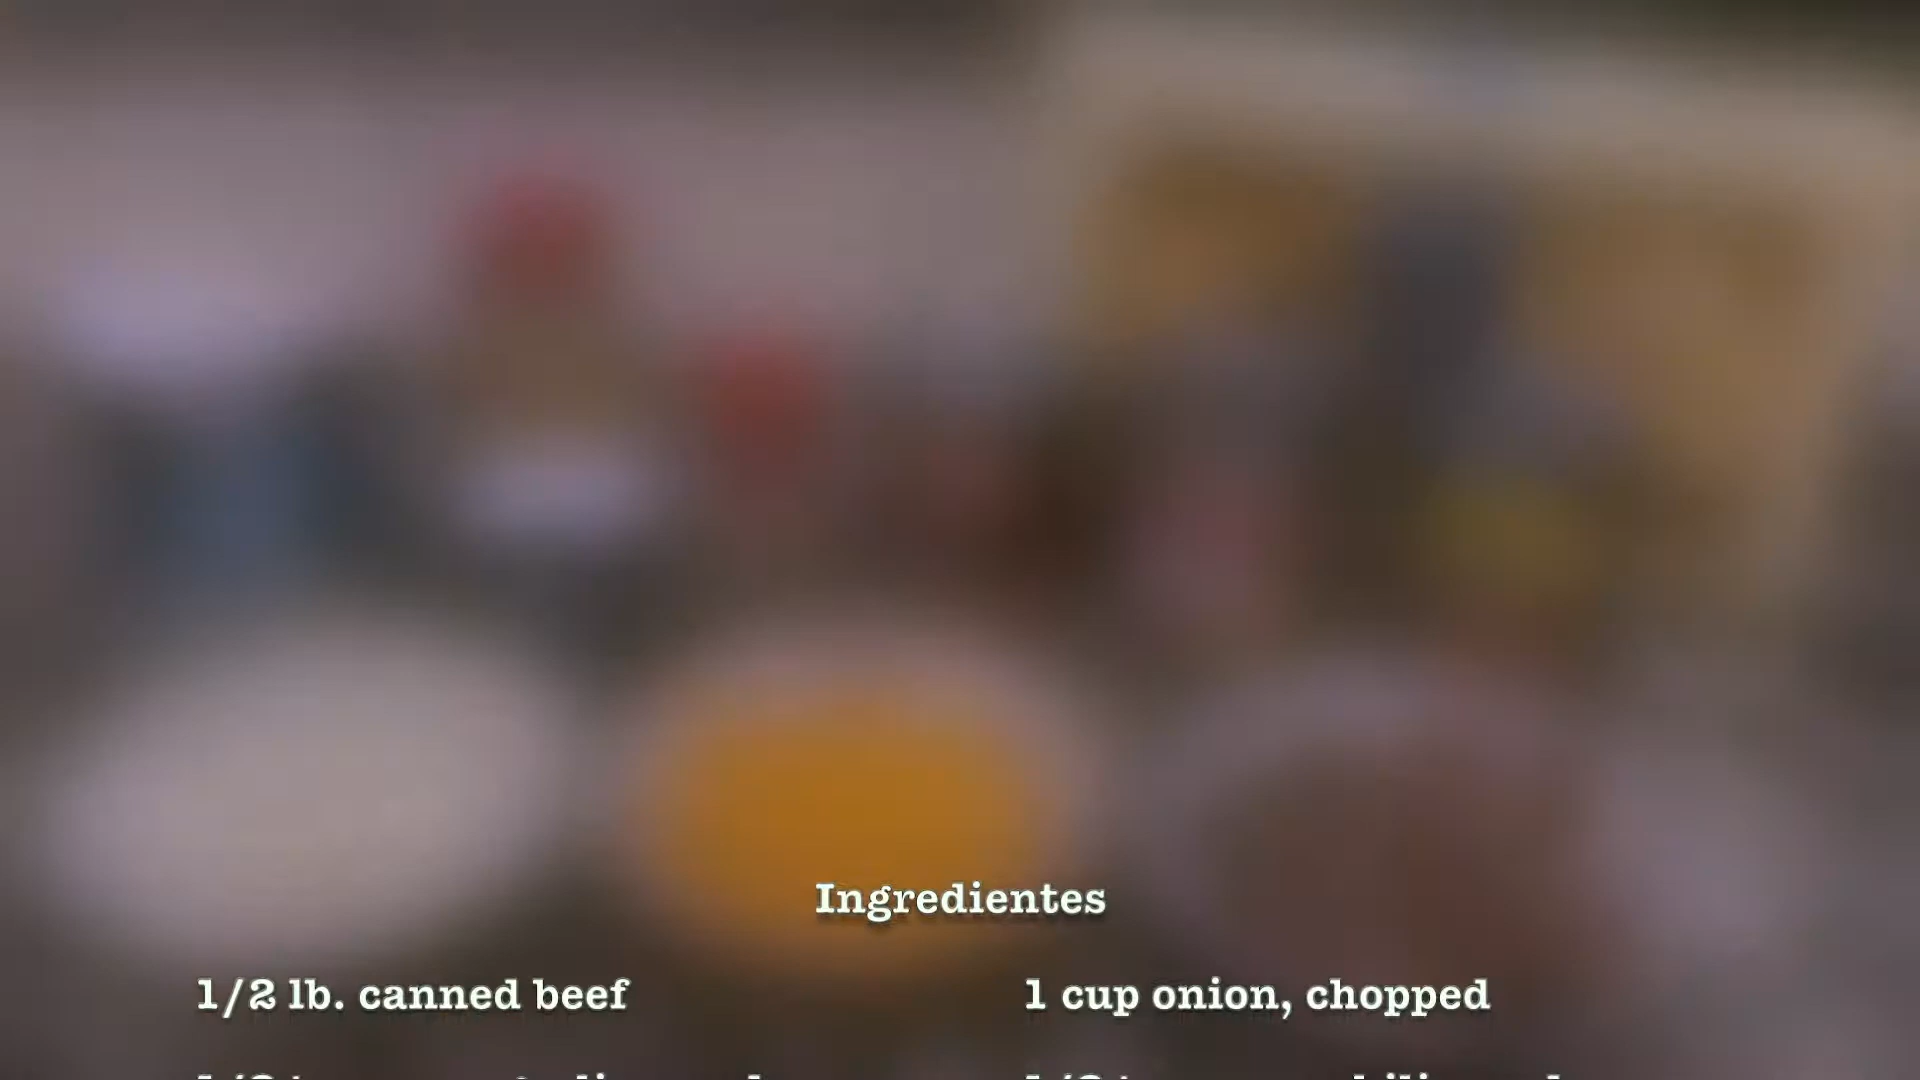 Ingredientes
1/2 lb. canned beef
1 cup onion, chopped